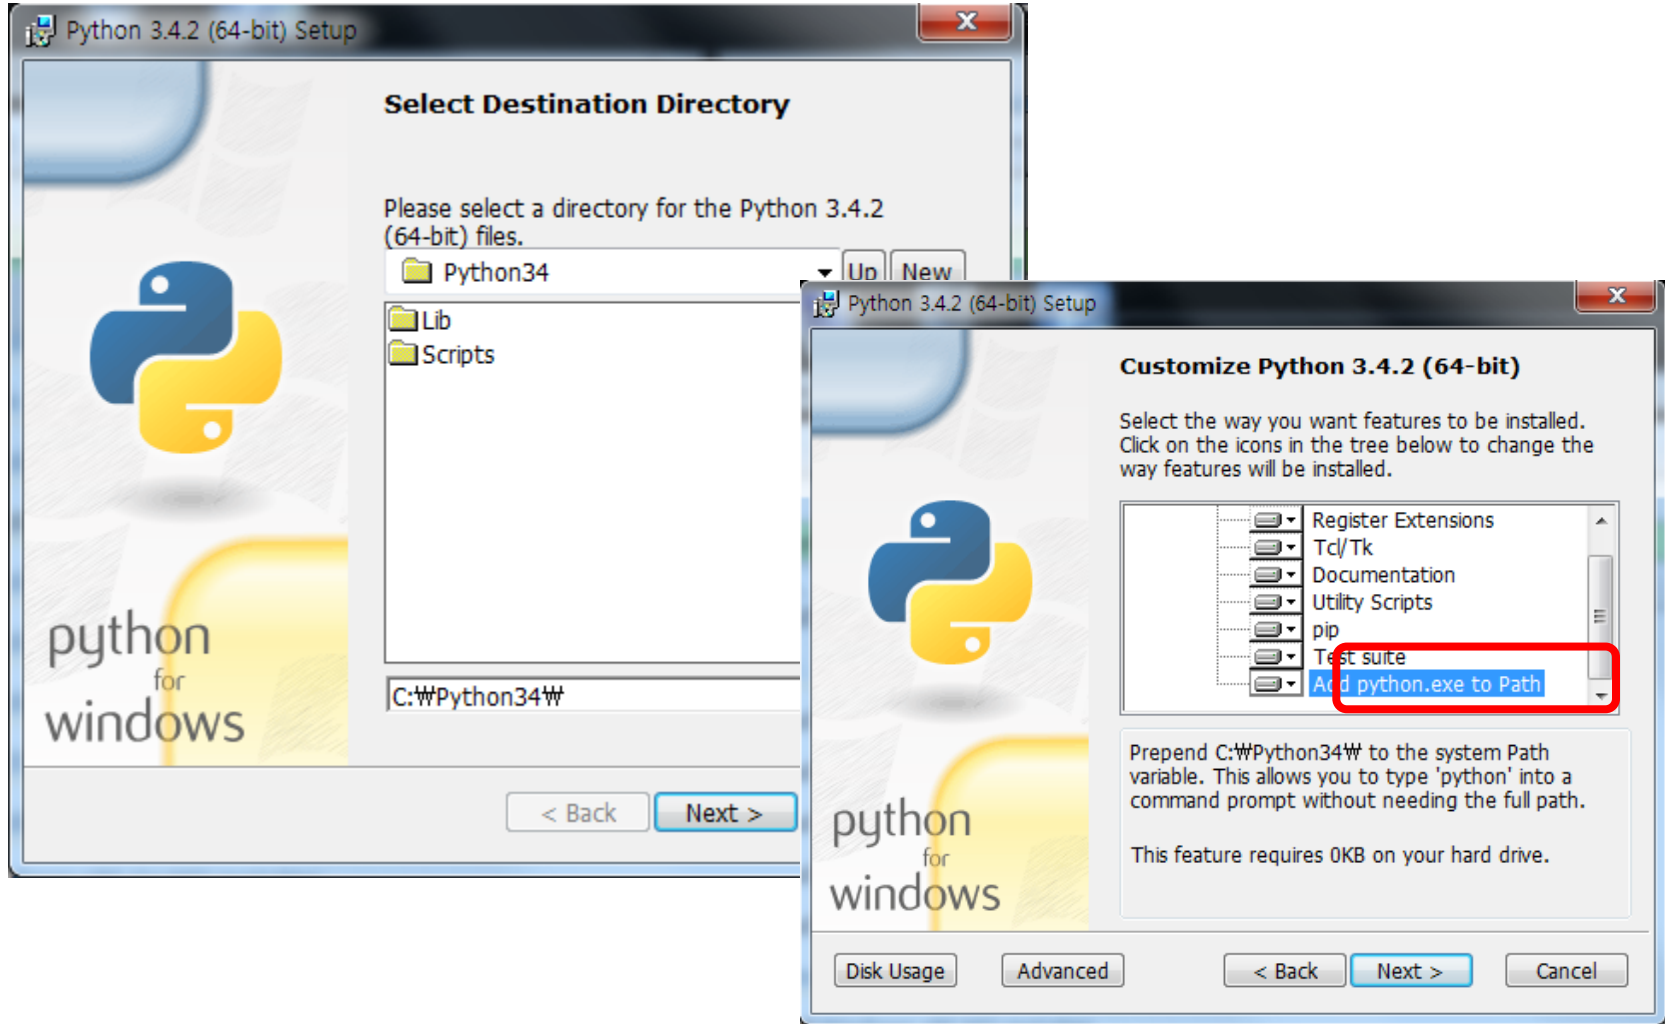 Python 3.4.2 (64-bit) Setup
Select Destination Directory
Please select a directory for the Python 3.4.2
(64-bit) files.
Python34
Up
New
Lib
Scripts
C:₩Python34₩
python
for
windows
< Back
Next >
Python 3.4.2 (64-bit) Setup
Customize Python 3.4.2 (64-bit)
Select the way you want features to be installed.
Click on the icons in the tree below to change the
way features will be installed.
Register Extensions
Tcl/Tk
Documentation
Utility Scripts
pip
Test suite
Add python.exe to Path
Prepend C:₩Python34₩ to the system Path
variable. This allows you to type 'python' into a
command prompt without needing the full path.
This feature requires 0KB on your hard drive.
python
for
windows
Disk Usage
Advanced
< Back
Next >
Cancel